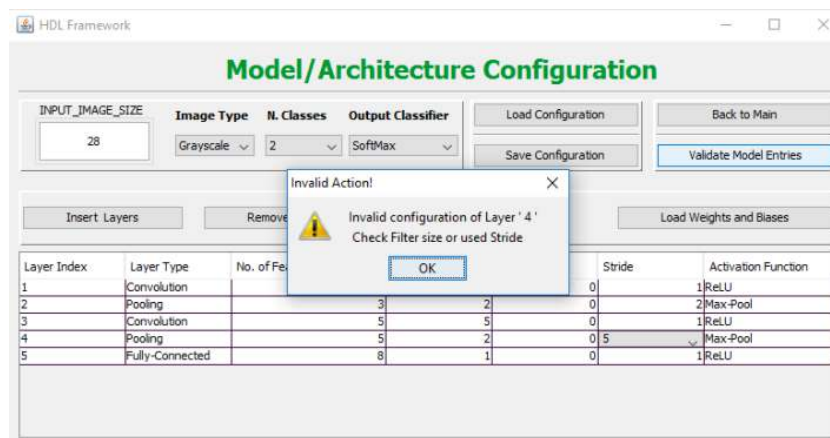 HDL Framework
Model/Architecture Configuration
INPUT_IMAGE_SIZE Image Type N. Classes Output Classifier Load Configuration Back to Main
28 Grayscale 2 SoftMax Save Configuration Validate Model Entries
Invalid Action!
Invalid configuration of Layer ' 4 '
Check Filter size or used Stride
OK
Insert Layers Remove Load Weights and Biases
Layer Index Layer Type No. of Fea Stride Activation Function
1 Convolution 0 1 ReLU
2 Pooling 3 2 0 2 Max-Pool
3 Convolution 5 5 0 1 ReLU
4 Pooling 5 2 0 5 Max-Pool
5 Fully-Connected 8 1 0 1 ReLU